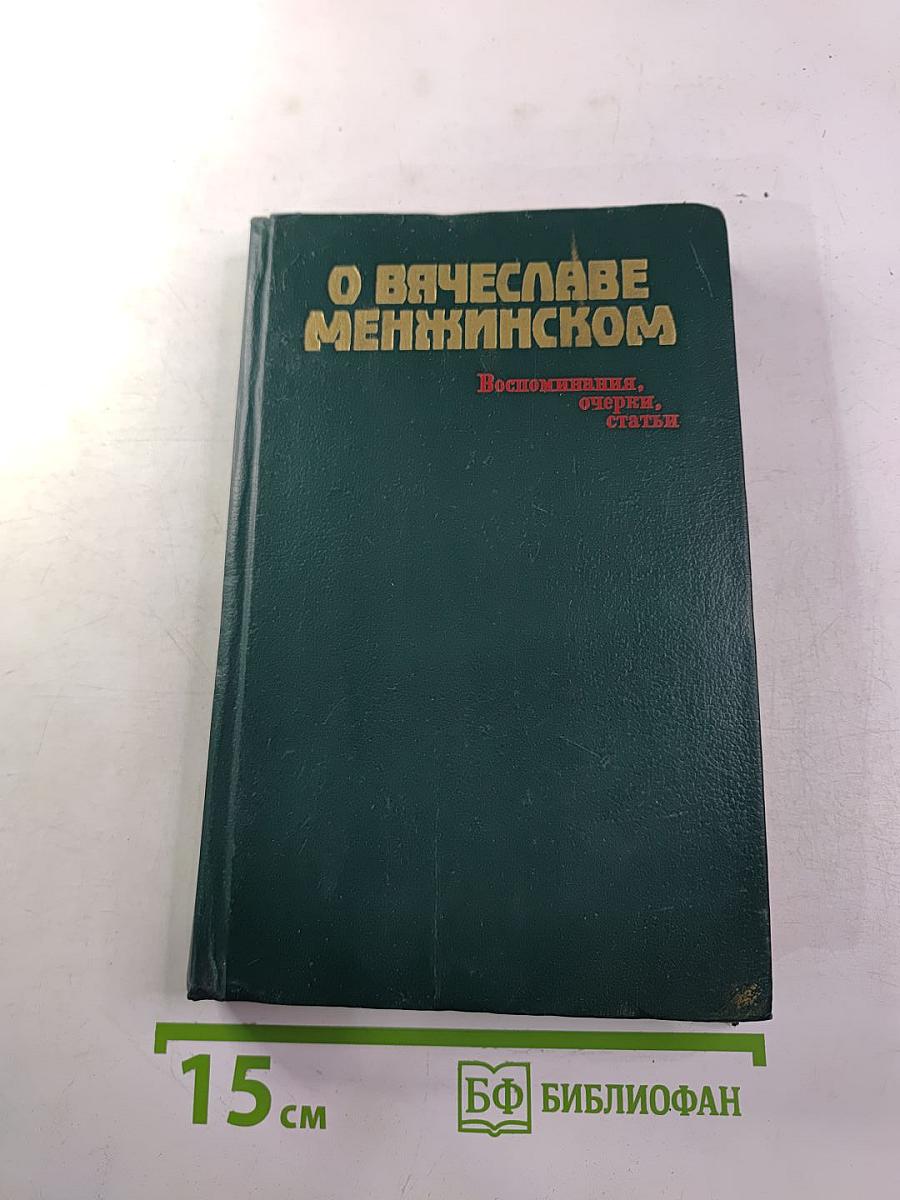 О ВЯЧЕСЛАВЕ
МЕНЖИНСКОМ
Воспоминания,
очерки,
статьи
15 см
БФ БИБЛИОФАН